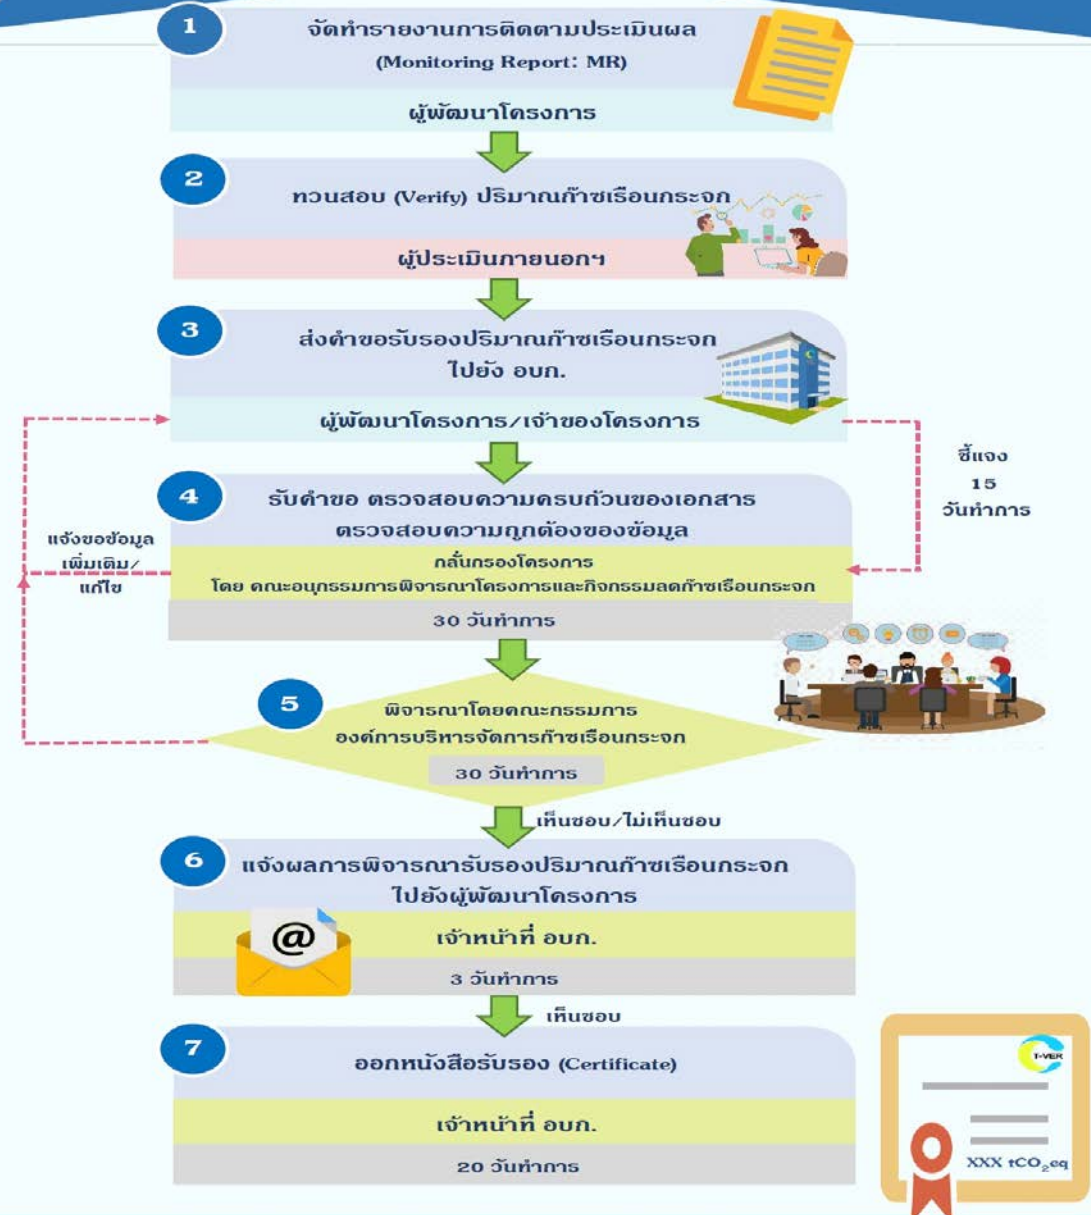 1
จัดทำรายงานการติดตามประเมินผล
(Monitoring Report: MR)
ผู้พัฒนาโครงการ
2
ทวนสอบ (Verify) ปริมาณก๊าซเรือนกระจก
ผู้ประเมินภายนอกฯ
3
ส่งคำขอรับรองปริมาณก๊าซเรือนกระจก
ไปยัง อบก.
ผู้พัฒนาโครงการ/เจ้าของโครงการ
ชี้แจง
15
วันทำการ
4
รับคำขอ ตรวจสอบความครบถ้วนของเอกสาร
ตรวจสอบความถูกต้องของข้อมูล
กลั่นกรองโครงการ
โดย คณะอนุกรรมการพิจารณาโครงการและกิจกรรมลดก๊าซเรือนกระจก
30 วันทำการ
แจ้งขอข้อมูล
เพิ่มเติม/
แก้ไข
5
พิจารณาโดยคณะกรรมการ
องค์การบริหารจัดการก๊าซเรือนกระจก
30 วันทำการ
เห็นชอบ/ไม่เห็นชอบ
6
แจ้งผลการพิจารณารับรองปริมาณก๊าซเรือนกระจก
ไปยังผู้พัฒนาโครงการ
@
เจ้าหน้าที่ อบก.
3 วันทำการ
เห็นชอบ
7
ออกหนังสือรับรอง (Certificate)
เจ้าหน้าที่ อบก.
20 วันทำการ
T-VER
XXX tCO₂eq